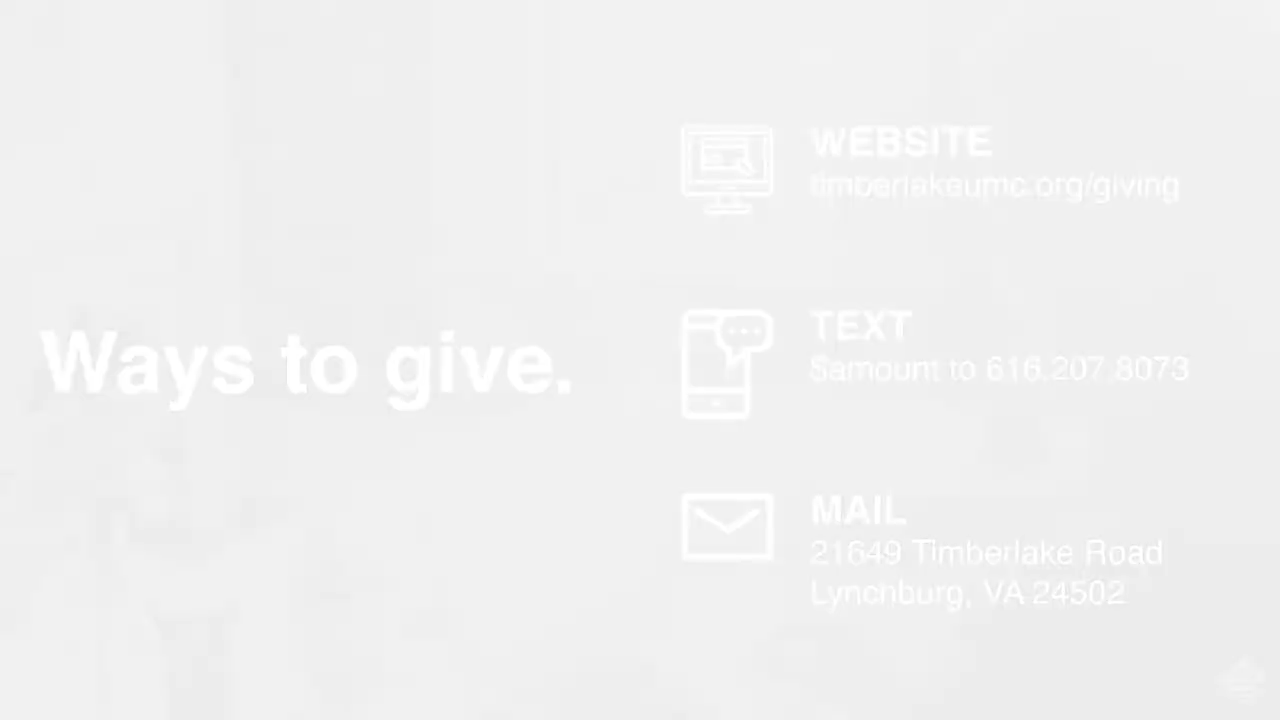 Ways to give.
WEBSITE
timberlakeumc.org/giving
TEXT
$amount to 616.207.8073
MAIL
21649 Timberlake Road
Lynchburg, VA 24502